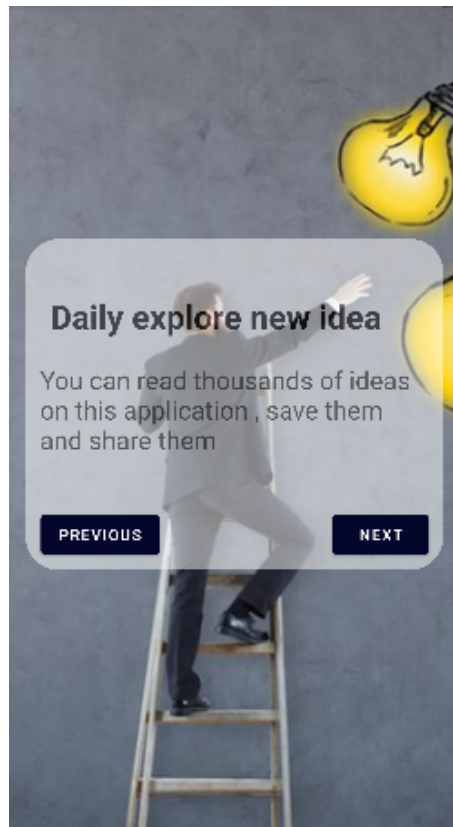 Daily explore new idea
You can read thousands of ideas
on this application , save them
and share them
PREVIOUS
NEXT